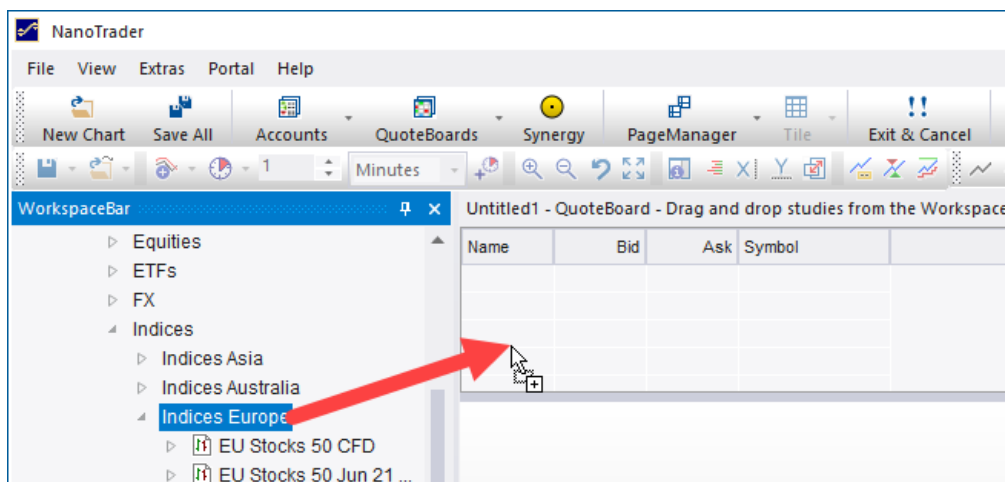 NanoTrader
File View Extras Portal Help
New Chart Save All Accounts QuoteBoards Synergy PageManager Tile Exit & Cancel
1 Minutes
WorkspaceBar
Untitled1 - QuoteBoard - Drag and drop studies from the Workspace
Name Bid Ask Symbol
Equities
ETFs
FX
Indices
Indices Asia
Indices Australia
Indices Europe
EU Stocks 50 CFD
EU Stocks 50 Jun 21 ...